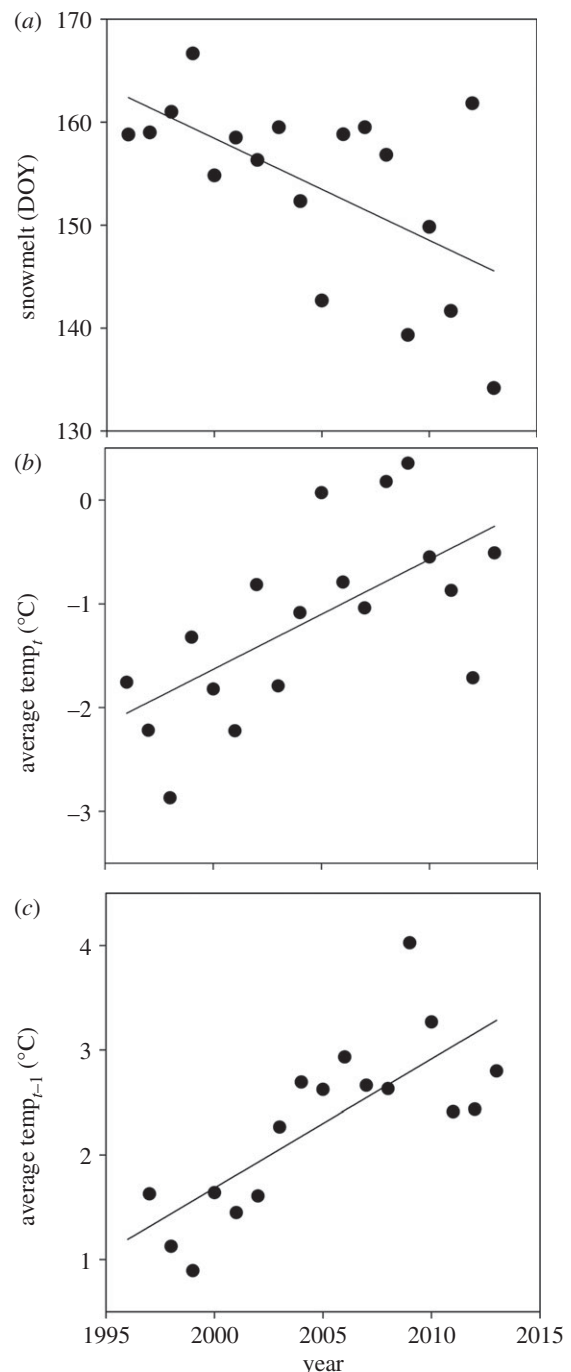 (a)
170
160
150
140
130
snowmelt (DOY)
(b)
0
–1
–2
–3
average temp_t (°C)
(c)
4
3
2
1
average temp_{t–1} (°C)
1995 2000 2005 2010 2015
year